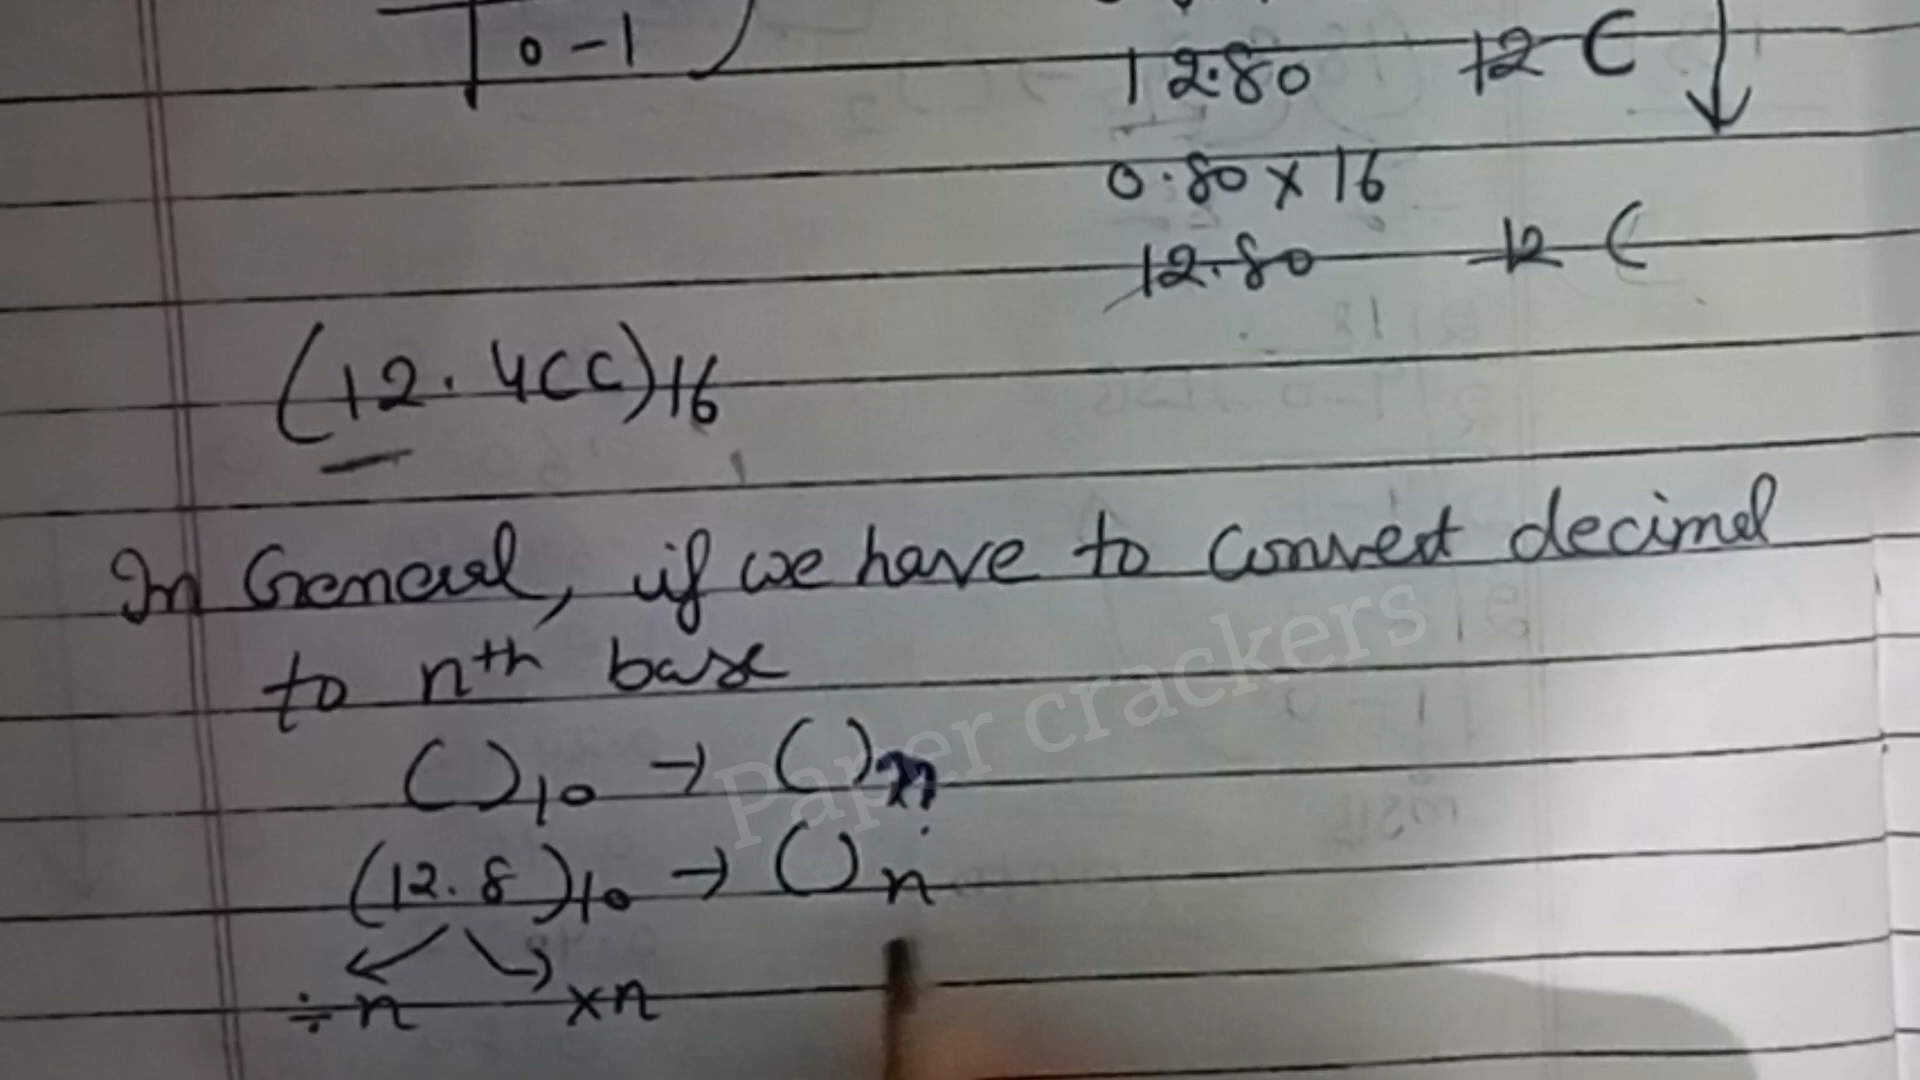 0-1
12.80 12 C
0.80 x 16
12.80 12 C
(12.4CC)16
In General, if we have to convert decimal
to nth base
( )10 → ( )n
(12.8)10 → ( )n
÷n xn
Paper crackers